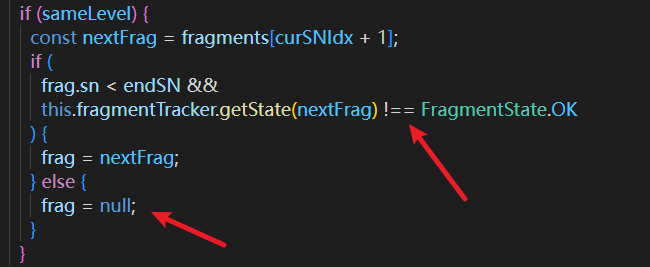 if (sameLevel) {
const nextFrag = fragments[curSNIdx + 1];
if (
frag.sn < endSN &&
this.fragmentTracker.getState(nextFrag) !== FragmentState.OK
) {
frag = nextFrag;
} else {
frag = null;
}
}